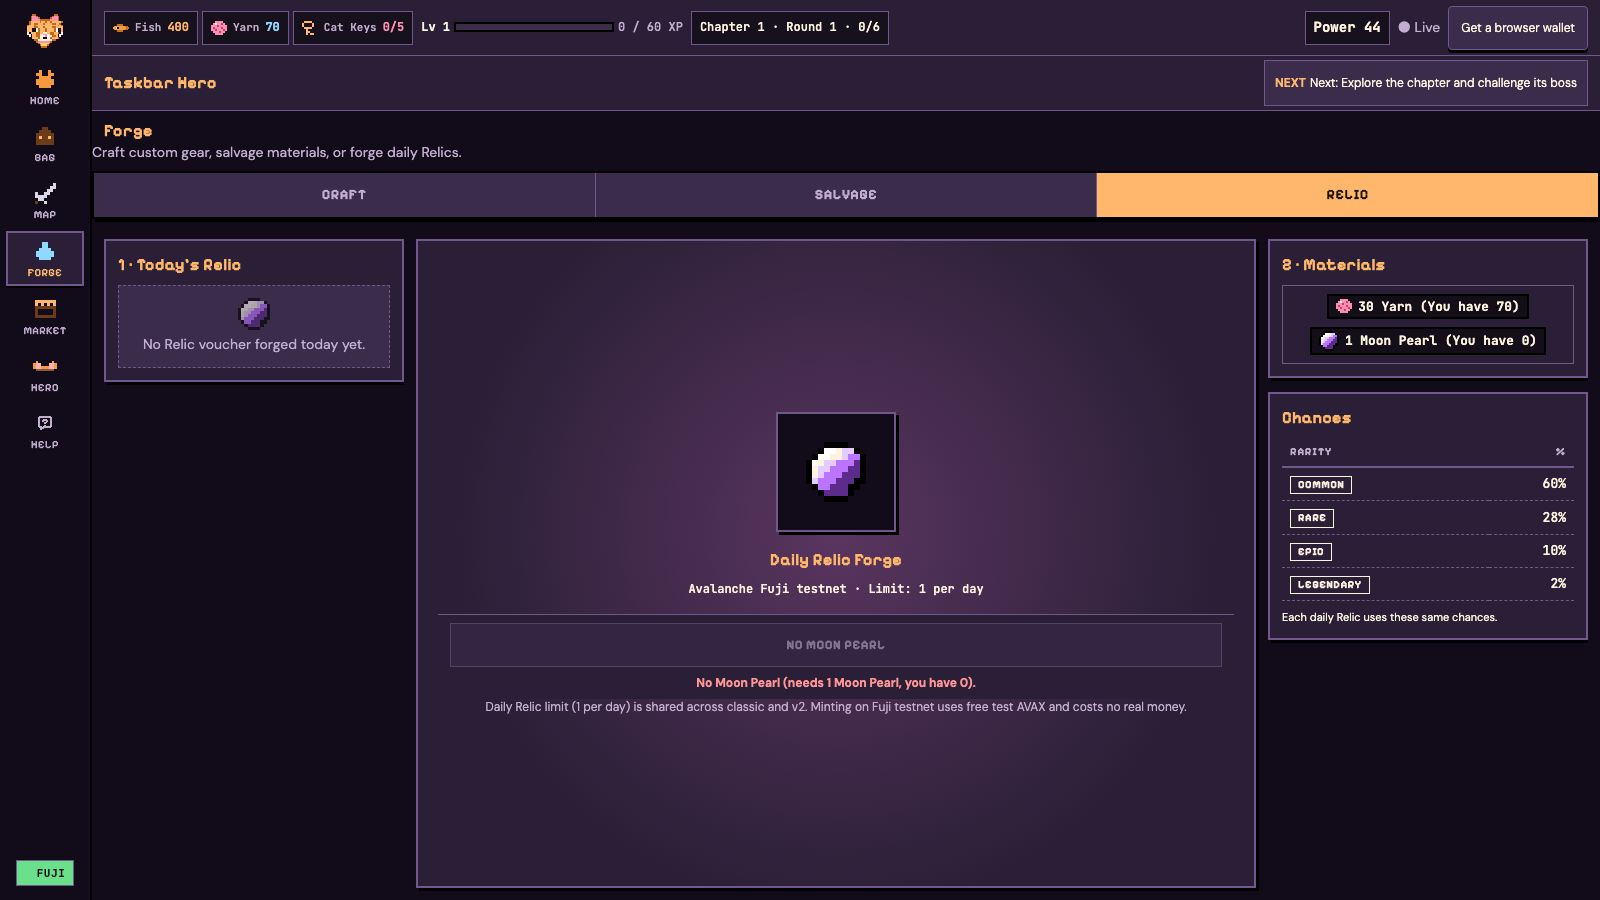 Fish 400
Yarn 70
Cat Keys 0/5
Lv 1
0 / 60 XP
Chapter 1 · Round 1 · 0/6
Power 44
Live
Get a browser wallet
HOME
BAG
MAP
FORGE
MARKET
HERO
HELP
FUJI
Taskbar Hero
NEXT Next: Explore the chapter and challenge its boss
Forge
Craft custom gear, salvage materials, or forge daily Relics.
CRAFT
SALVAGE
RELIC
1 · Today's Relic
No Relic voucher forged today yet.
Daily Relic Forge
Avalanche Fuji testnet · Limit: 1 per day
NO MOON PEARL
No Moon Pearl (needs 1 Moon Pearl, you have 0).
Daily Relic limit (1 per day) is shared across classic and v2. Minting on Fuji testnet uses free test AVAX and costs no real money.
2 · Materials
30 Yarn (You have 70)
1 Moon Pearl (You have 0)
Chances
RARITY %
COMMON 60%
RARE 28%
EPIC 10%
LEGENDARY 2%
Each daily Relic uses these same chances.